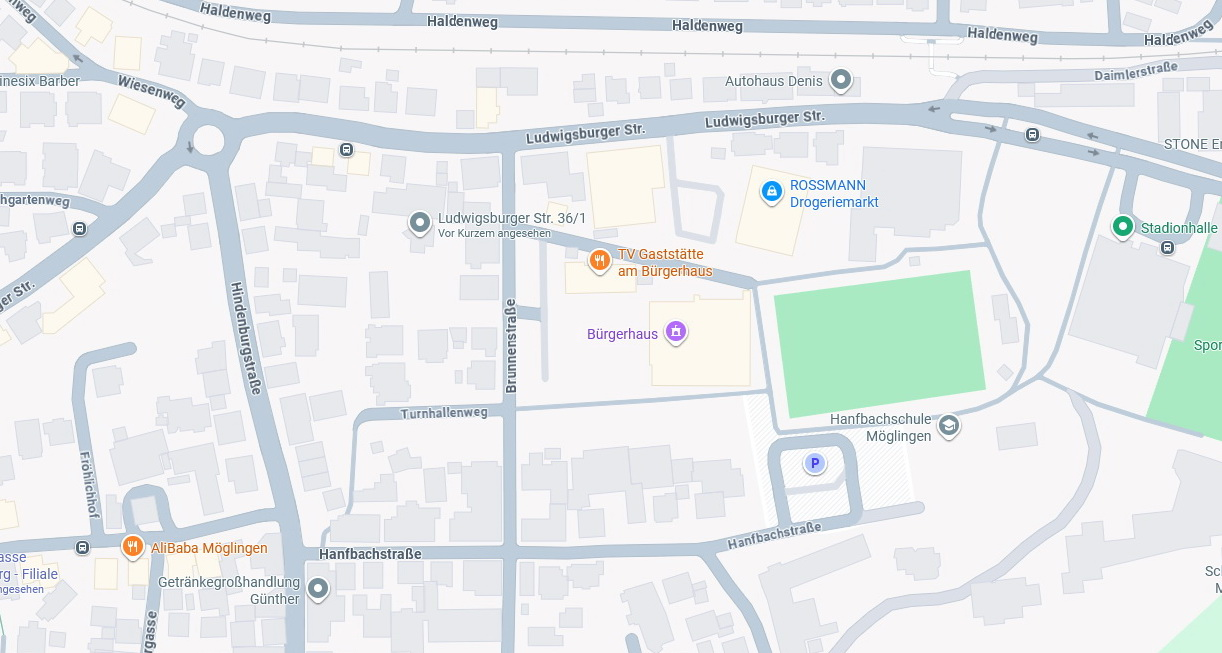 Haldenweg
Haldenweg
Haldenweg
Haldenweg
Haldenweg
Daimlerstraße
Autohaus Denis
Wiesenweg
Ludwigsburger Str.
Ludwigsburger Str.
Barber
ROSSMANN
Drogeriemarkt
Ludwigsburger Str. 36/1
Vor Kurzem angesehen
Stadionhalle
TV Gaststätte
am Bürgerhaus
Hindenburgstraße
Brunnenstraße
Bürgerhaus
Turnhallenweg
Hanfbachschule
Möglingen
P
Fröhlichhof
AliBaba Möglingen
Hanfbachstraße
Hanfbachstraße
Filiale
Getränkegroßhandlung
Günther